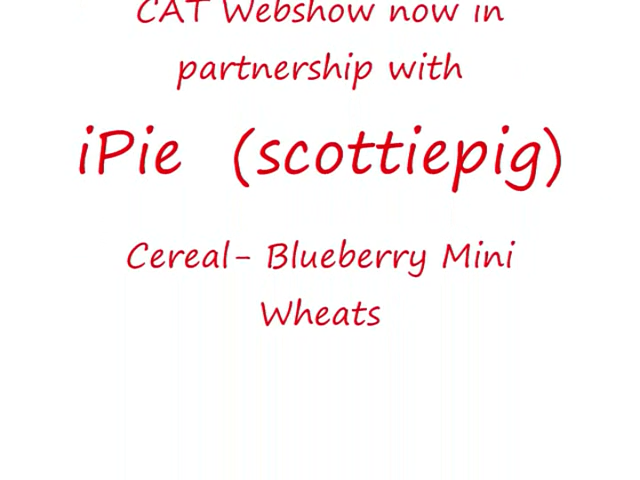 CAT Webshow now in
partnership with
iPie (scottiepig)
Cereal- Blueberry Mini
Wheats